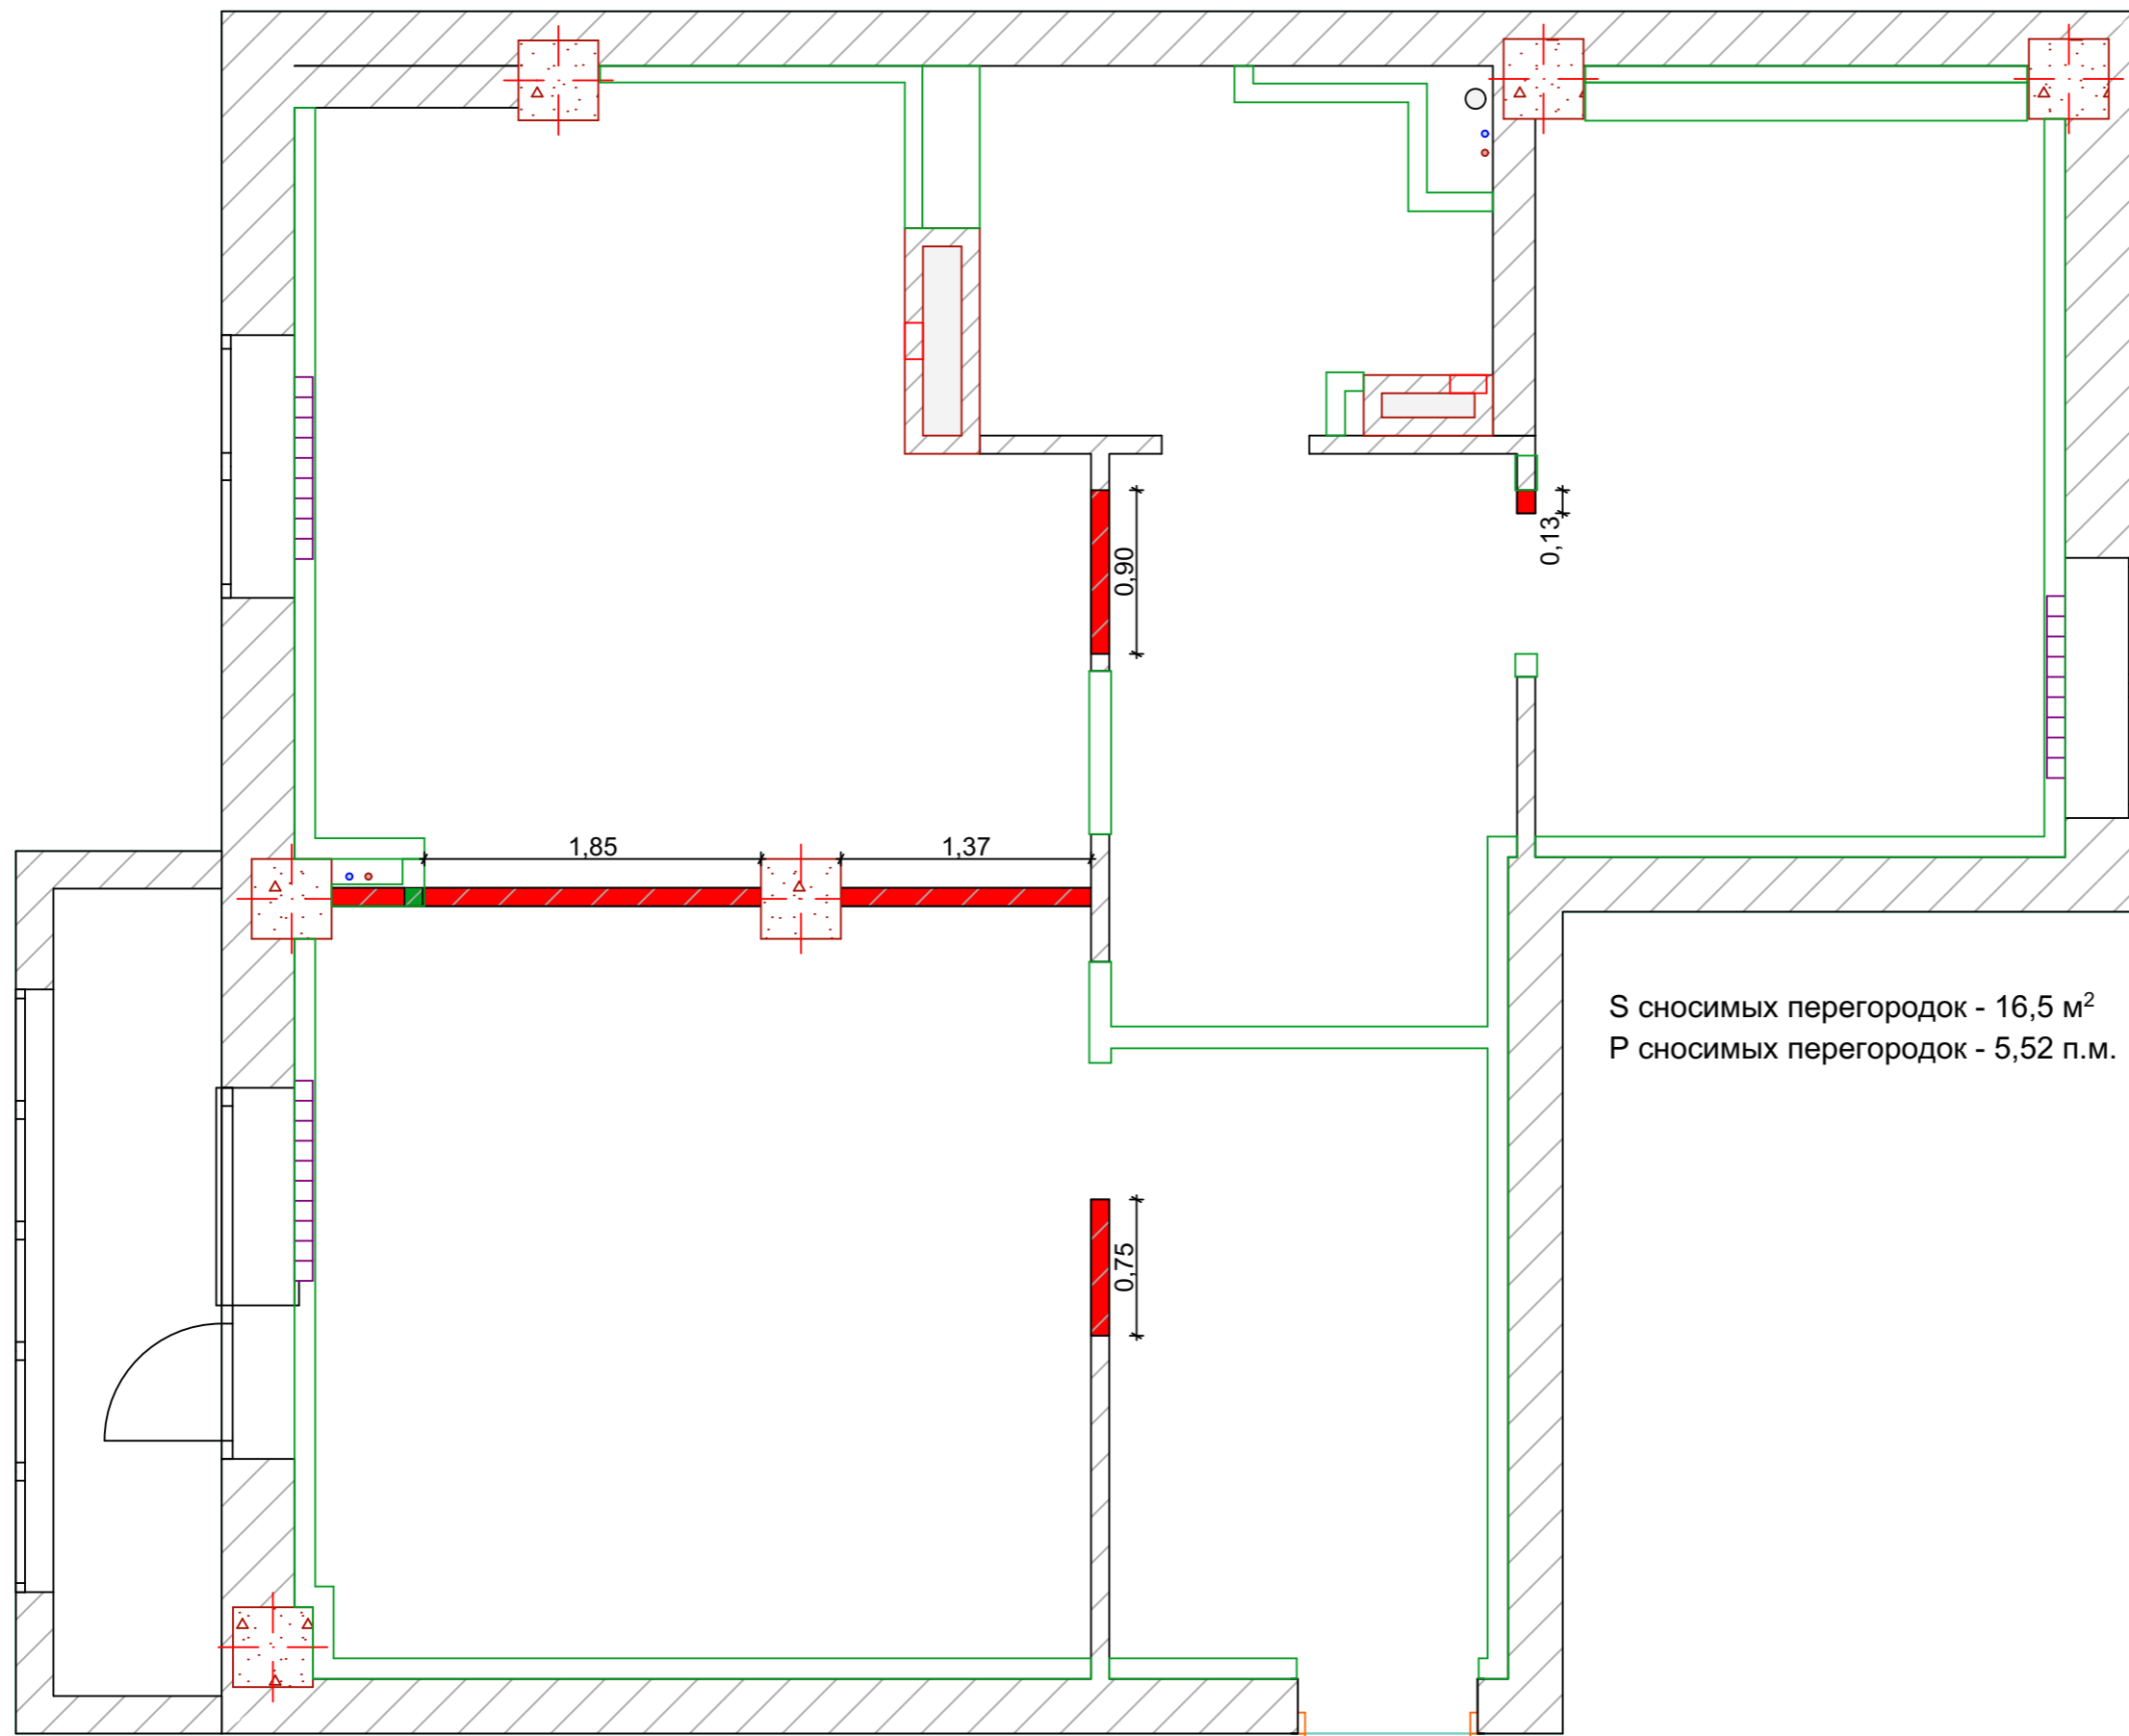 0,90
0,13
1,85
1,37
S сносимых перегородок - 16,5 м²
P сносимых перегородок - 5,52 п.м.
0,75